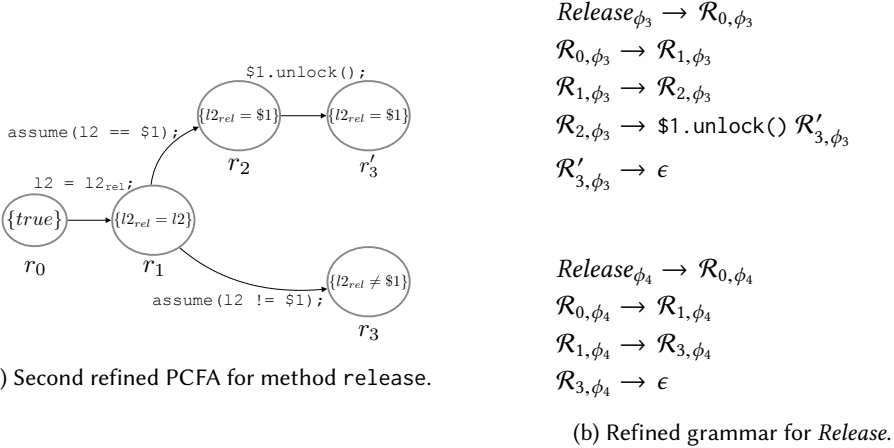 $1.unlock();
{l2_rel = $1}
{l2_rel = $1}
assume(l2 == $1);
r_2
r'_3
l2 = l2_rel;
{true}
{l2_rel = l2}
r_0
r_1
{l2_rel ≠ $1}
assume(l2 != $1);
r_3
) Second refined PCFA for method release.
Release_ϕ3 → R_0,ϕ3
R_0,ϕ3 → R_1,ϕ3
R_1,ϕ3 → R_2,ϕ3
R_2,ϕ3 → $1.unlock() R'_3,ϕ3
R'_3,ϕ3 → ϵ
Release_ϕ4 → R_0,ϕ4
R_0,ϕ4 → R_1,ϕ4
R_1,ϕ4 → R_3,ϕ4
R_3,ϕ4 → ϵ
(b) Refined grammar for Release.